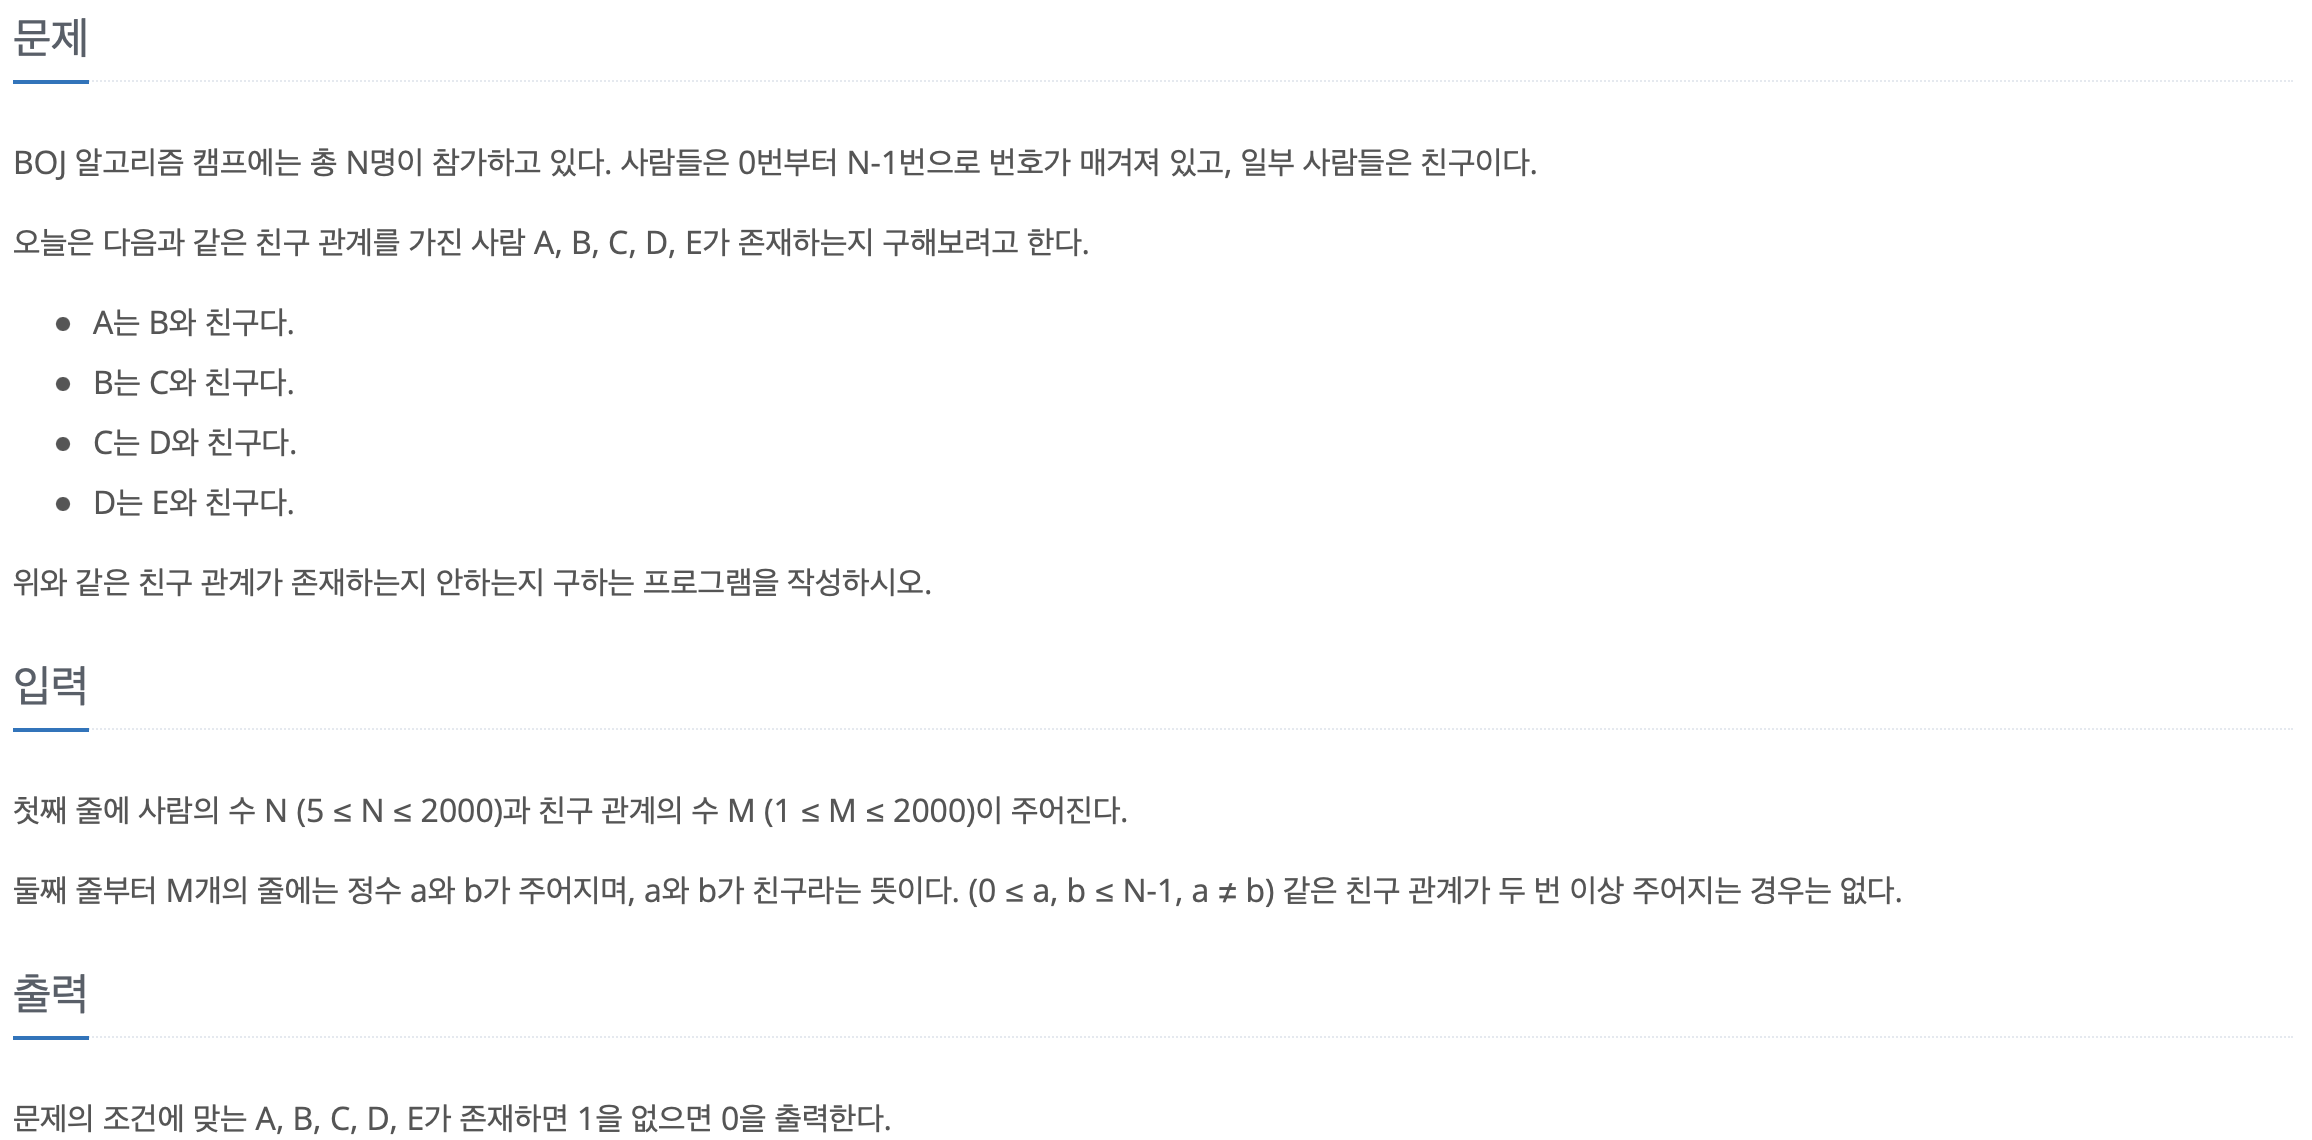 문제
BOJ 알고리즘 캠프에는 총 N명이 참가하고 있다. 사람들은 0번부터 N-1번으로 번호가 매겨져 있고, 일부 사람들은 친구이다.
오늘은 다음과 같은 친구 관계를 가진 사람 A, B, C, D, E가 존재하는지 구해보려고 한다.
● A는 B와 친구다.
● B는 C와 친구다.
● C는 D와 친구다.
● D는 E와 친구다.
위와 같은 친구 관계가 존재하는지 안하는지 구하는 프로그램을 작성하시오.
입력
첫째 줄에 사람의 수 N (5 ≤ N ≤ 2000)과 친구 관계의 수 M (1 ≤ M ≤ 2000)이 주어진다.
둘째 줄부터 M개의 줄에는 정수 a와 b가 주어지며, a와 b가 친구라는 뜻이다. (0 ≤ a, b ≤ N-1, a ≠ b) 같은 친구 관계가 두 번 이상 주어지는 경우는 없다.
출력
문제의 조건에 맞는 A, B, C, D, E가 존재하면 1을 없으면 0을 출력한다.